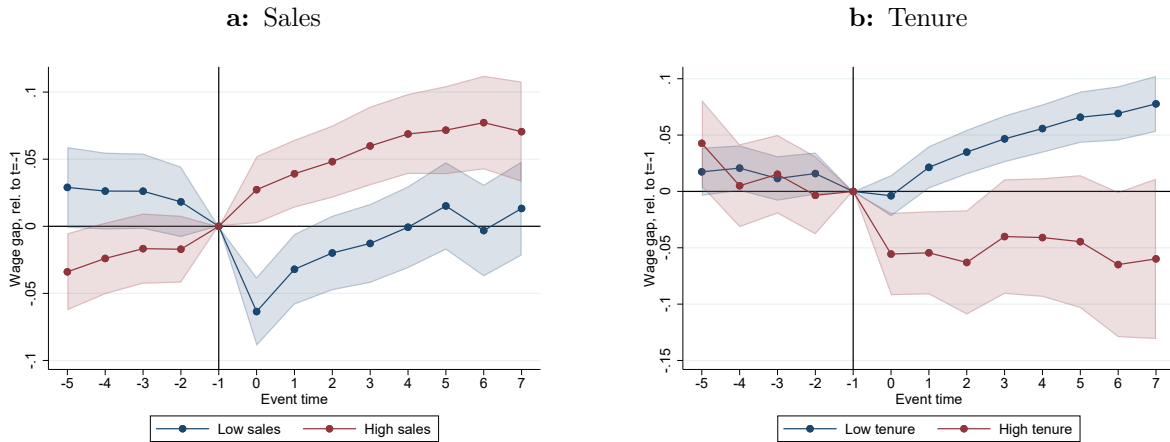 a: Sales
Wage gap, rel. to t=-1
.1
.05
0
-.05
-.1
-5 -4 -3 -2 -1 0 1 2 3 4 5 6 7
Event time
Low sales High sales
b: Tenure
Wage gap, rel. to t=-1
.1
.05
0
-.05
-.1
-.15
-5 -4 -3 -2 -1 0 1 2 3 4 5 6 7
Event time
Low tenure High tenure